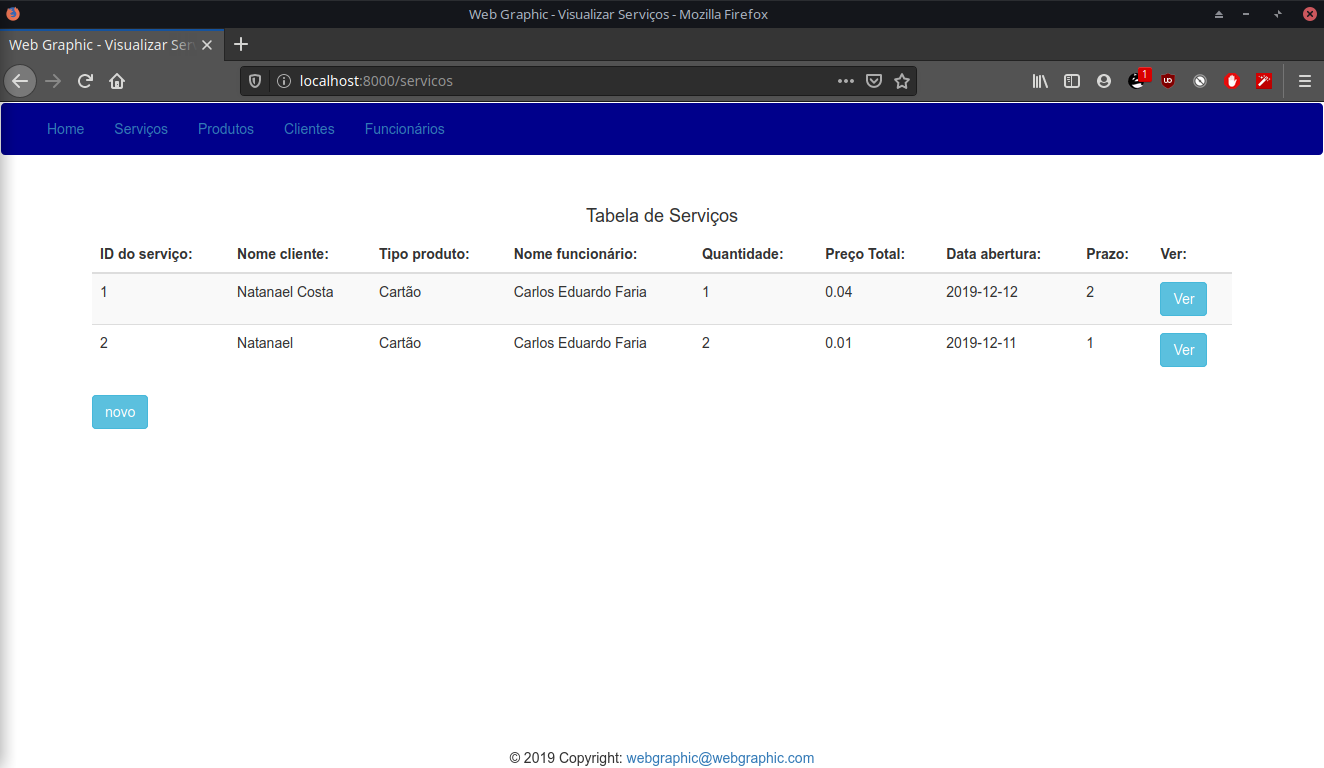 Web Graphic - Visualizar Serviços - Mozilla Firefox
Web Graphic - Visualizar Ser
localhost:8000/servicos
1
Home Serviços Produtos Clientes Funcionários
Tabela de Serviços
ID do serviço: Nome cliente: Tipo produto: Nome funcionário: Quantidade: Preço Total: Data abertura: Prazo: Ver:
1 Natanael Costa Cartão Carlos Eduardo Faria 1 0.04 2019-12-12 2 Ver
2 Natanael Cartão Carlos Eduardo Faria 2 0.01 2019-12-11 1 Ver
novo
© 2019 Copyright: webgraphic@webgraphic.com